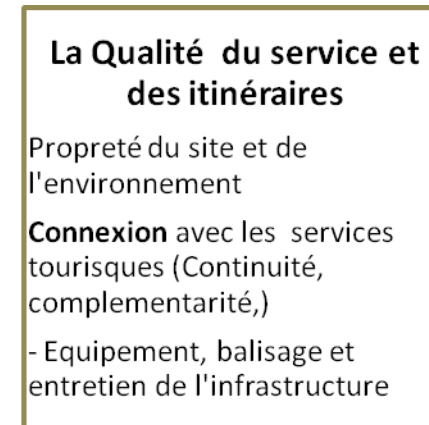 La Qualité  du service et
des itinéraires
Propreté du site et de
l'environnement
Connexion avec les  services
tourisques (Continuité,
complementarité,)
- Equipement, balisage et
entretien de l'infrastructure